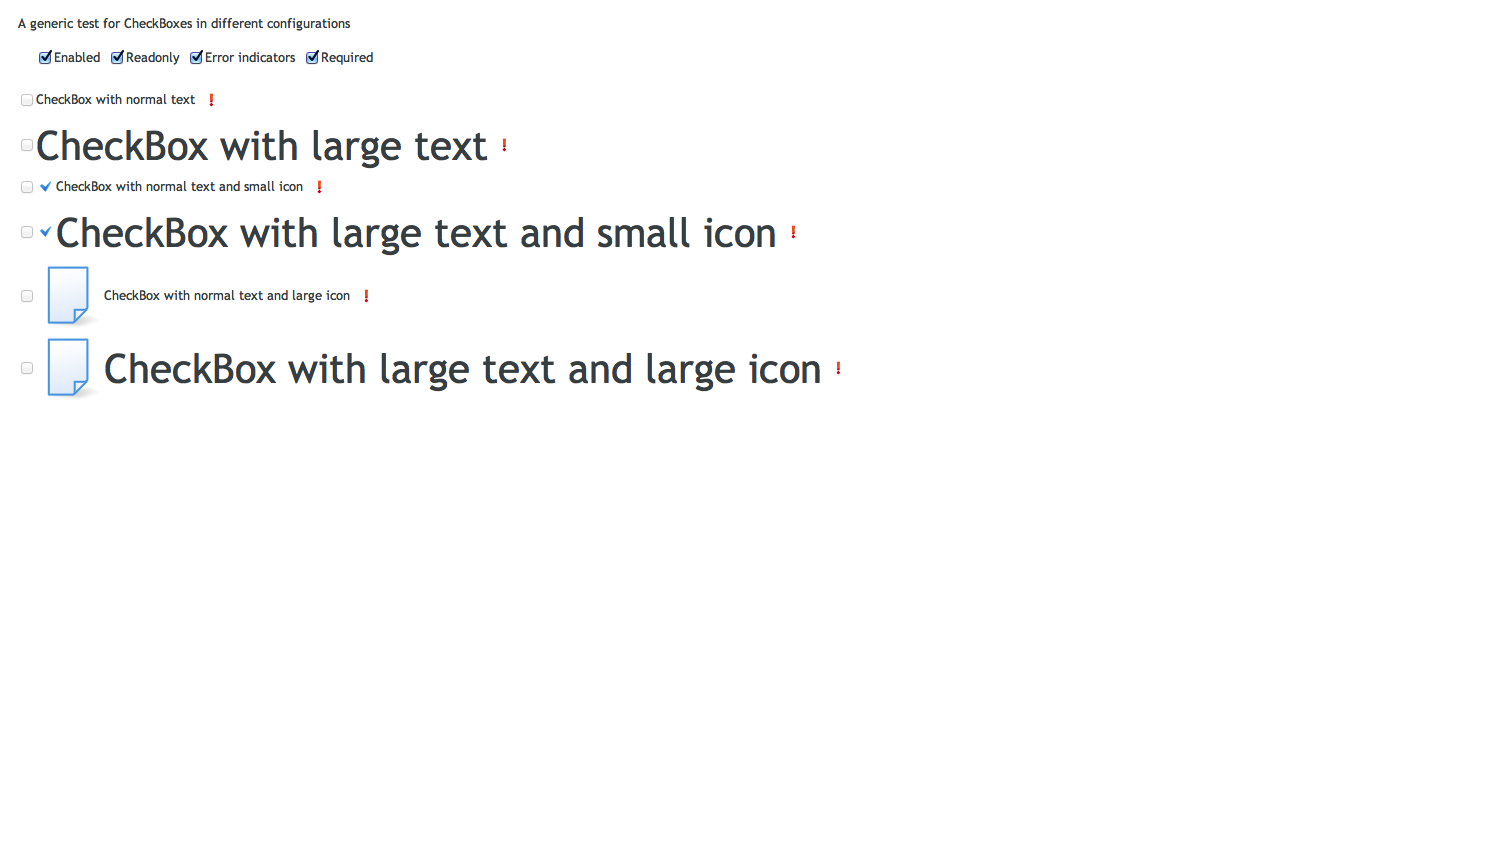 A generic test for CheckBoxes in different configurations
Enabled Readonly Error indicators Required
CheckBox with normal text
CheckBox with large text
CheckBox with normal text and small icon
CheckBox with large text and small icon
CheckBox with normal text and large icon
CheckBox with large text and large icon